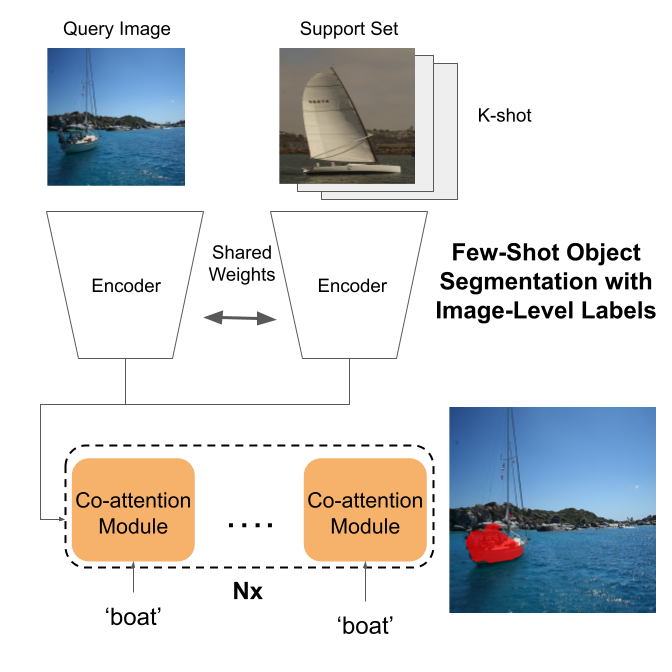 Query Image
Support Set
K-shot
Encoder
Shared
Weights
Encoder
Few-Shot Object
Segmentation with
Image-Level Labels
Co-attention
Module
....
Co-attention
Module
Nx
‘boat’
‘boat’